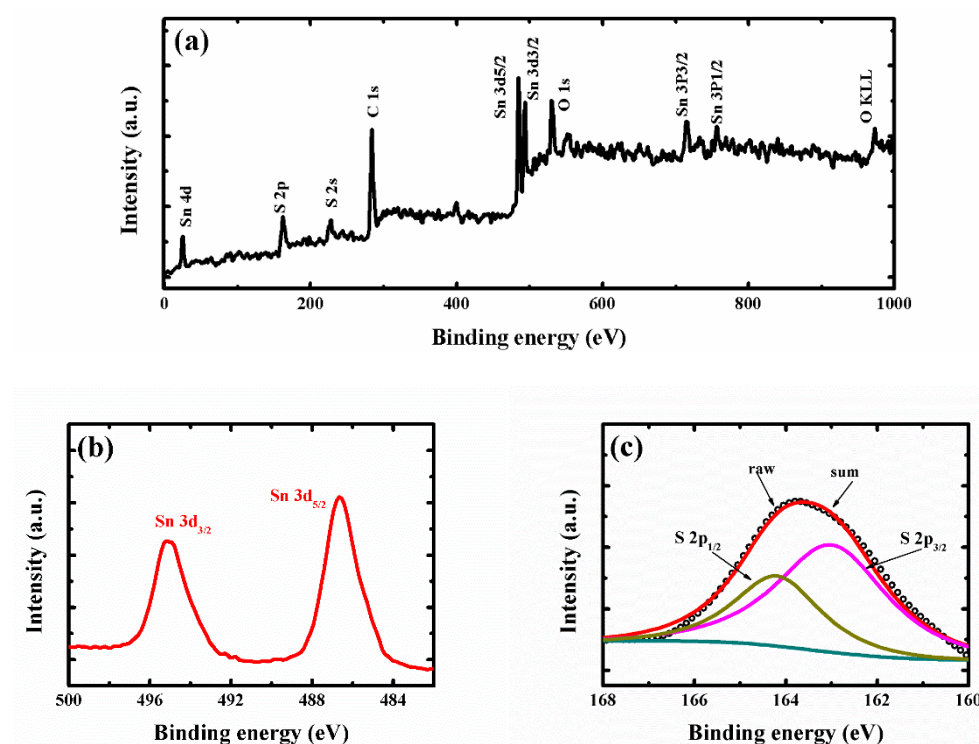 (a)
Intensity (a.u.)
Sn 4d
S 2p
S 2s
C 1s
Sn 3d5/2
Sn 3d3/2
O 1s
Sn 3P3/2
Sn 3P1/2
O KLL
0 200 400 600 800 1000
Binding energy (eV)
(b)
Intensity (a.u.)
Sn 3d3/2
Sn 3d5/2
500 495 492 488 484
Binding energy (eV)
(c)
Intensity (a.u.)
raw
sum
S 2p1/2
S 2p3/2
168 166 164 162 160
Binding energy (eV)